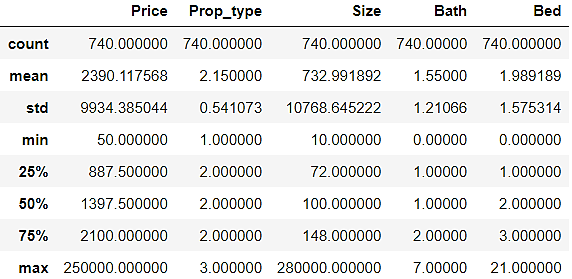 Price Prop_type Size Bath Bed
count 740.000000 740.000000 740.000000 740.00000 740.000000
mean 2390.117568 2.150000 732.991892 1.55000 1.989189
std 9934.385044 0.541073 10768.645222 1.21066 1.575314
min 50.000000 1.000000 10.000000 0.00000 0.000000
25% 887.500000 2.000000 72.000000 1.00000 1.000000
50% 1397.500000 2.000000 100.000000 1.00000 2.000000
75% 2100.000000 2.000000 148.000000 2.00000 3.000000
max 250000.000000 3.000000 280000.000000 7.00000 21.000000